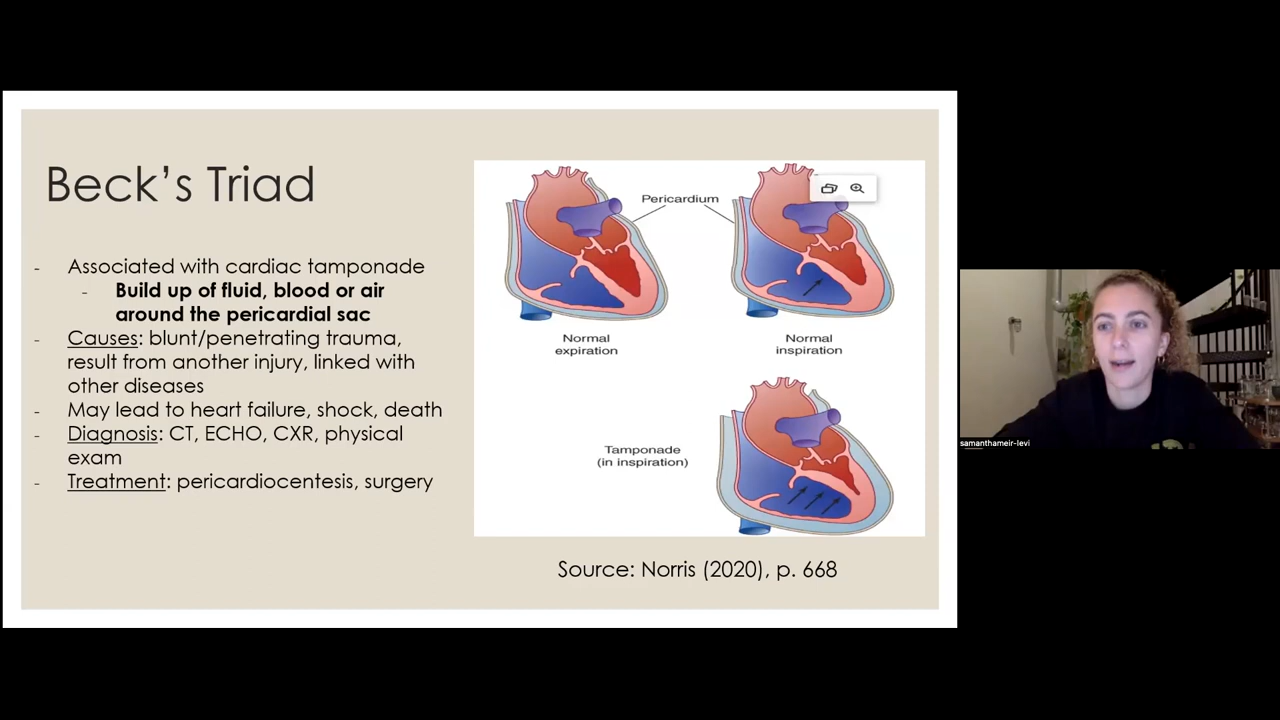 Beck's Triad
- Associated with cardiac tamponade
- Build up of fluid, blood or air
around the pericardial sac
- Causes: blunt/penetrating trauma,
result from another injury, linked with
other diseases
- May lead to heart failure, shock, death
- Diagnosis: CT, ECHO, CXR, physical
exam
- Treatment: pericardiocentesis, surgery
Pericardium
Normal
expiration
Normal
inspiration
Tamponade
(in inspiration)
Source: Norris (2020), p. 668
samanthameir-levi